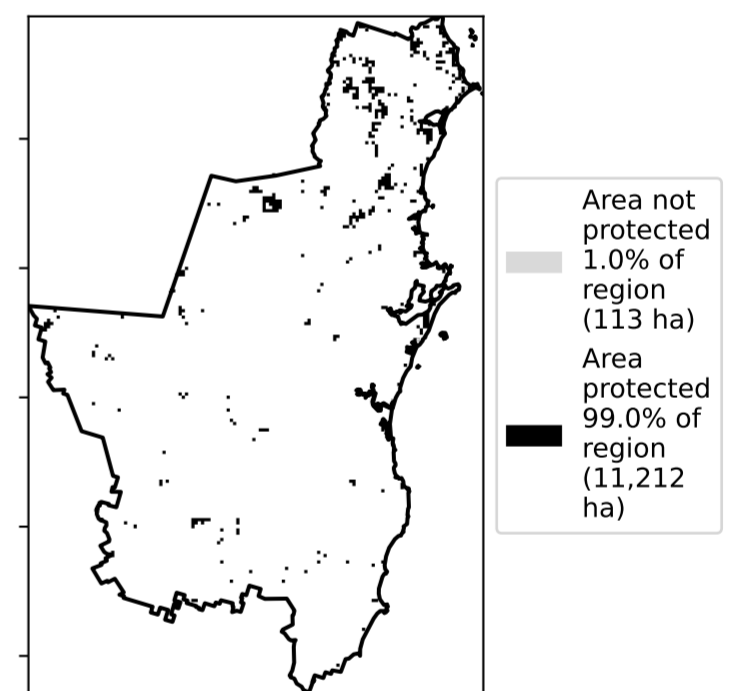 Area not
protected
1.0% of
region
(113 ha)
Area
protected
99.0% of
region
(11,212
ha)